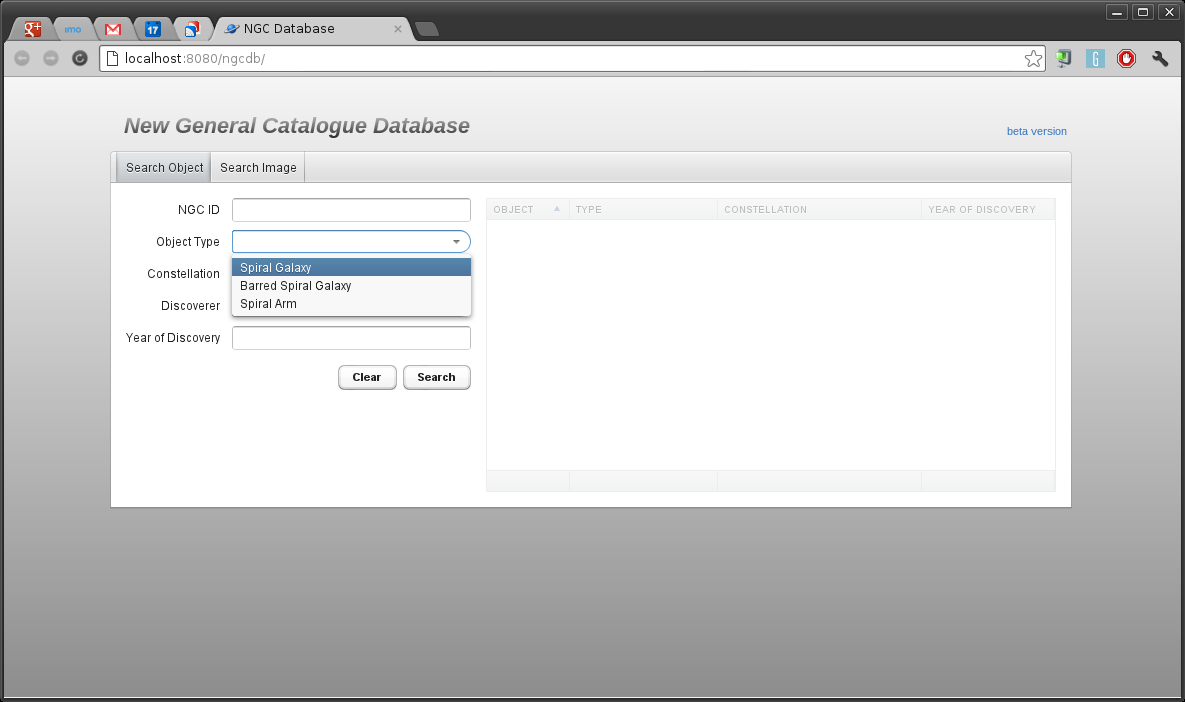 g+ imo 17 NGC Database
localhost:8080/ngcdb/
New General Catalogue Database
beta version
Search Object Search Image
NGC ID
Object Type
Spiral Galaxy
Barred Spiral Galaxy
Spiral Arm
Constellation
Discoverer
Year of Discovery
Clear Search
OBJECT TYPE CONSTELLATION YEAR OF DISCOVERY